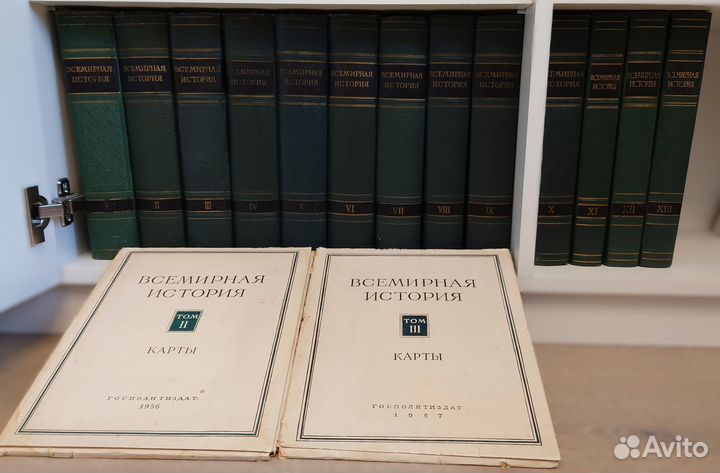 ВСЕМИРНАЯ
ИСТОРИЯ
ВСЕМИРНАЯ
ИСТОРИЯ
II
ВСЕМИРНАЯ
ИСТОРИЯ
III
ВСЕМИРНАЯ
ИСТОРИЯ
IV
ВСЕМИРНАЯ
ИСТОРИЯ
V
ВСЕМИРНАЯ
ИСТОРИЯ
VI
ВСЕМИРНАЯ
ИСТОРИЯ
VII
ВСЕМИРНАЯ
ИСТОРИЯ
VIII
ВСЕМИРНАЯ
ИСТОРИЯ
IX
ВСЕМИРНАЯ
ИСТОРИЯ
X
ВСЕМИРНАЯ
ИСТОРИЯ
XI
ВСЕМИРНАЯ
ИСТОРИЯ
XII
ВСЕМИРНАЯ
ИСТОРИЯ
XIII
ВСЕМИРНАЯ
ИСТОРИЯ
ТОМ
II
КАРТЫ
ГОСПОЛИТИЗДАТ
1956
ВСЕМИРНАЯ
ИСТОРИЯ
ТОМ
III
КАРТЫ
ГОСПОЛИТИЗДАТ
1957
Avito